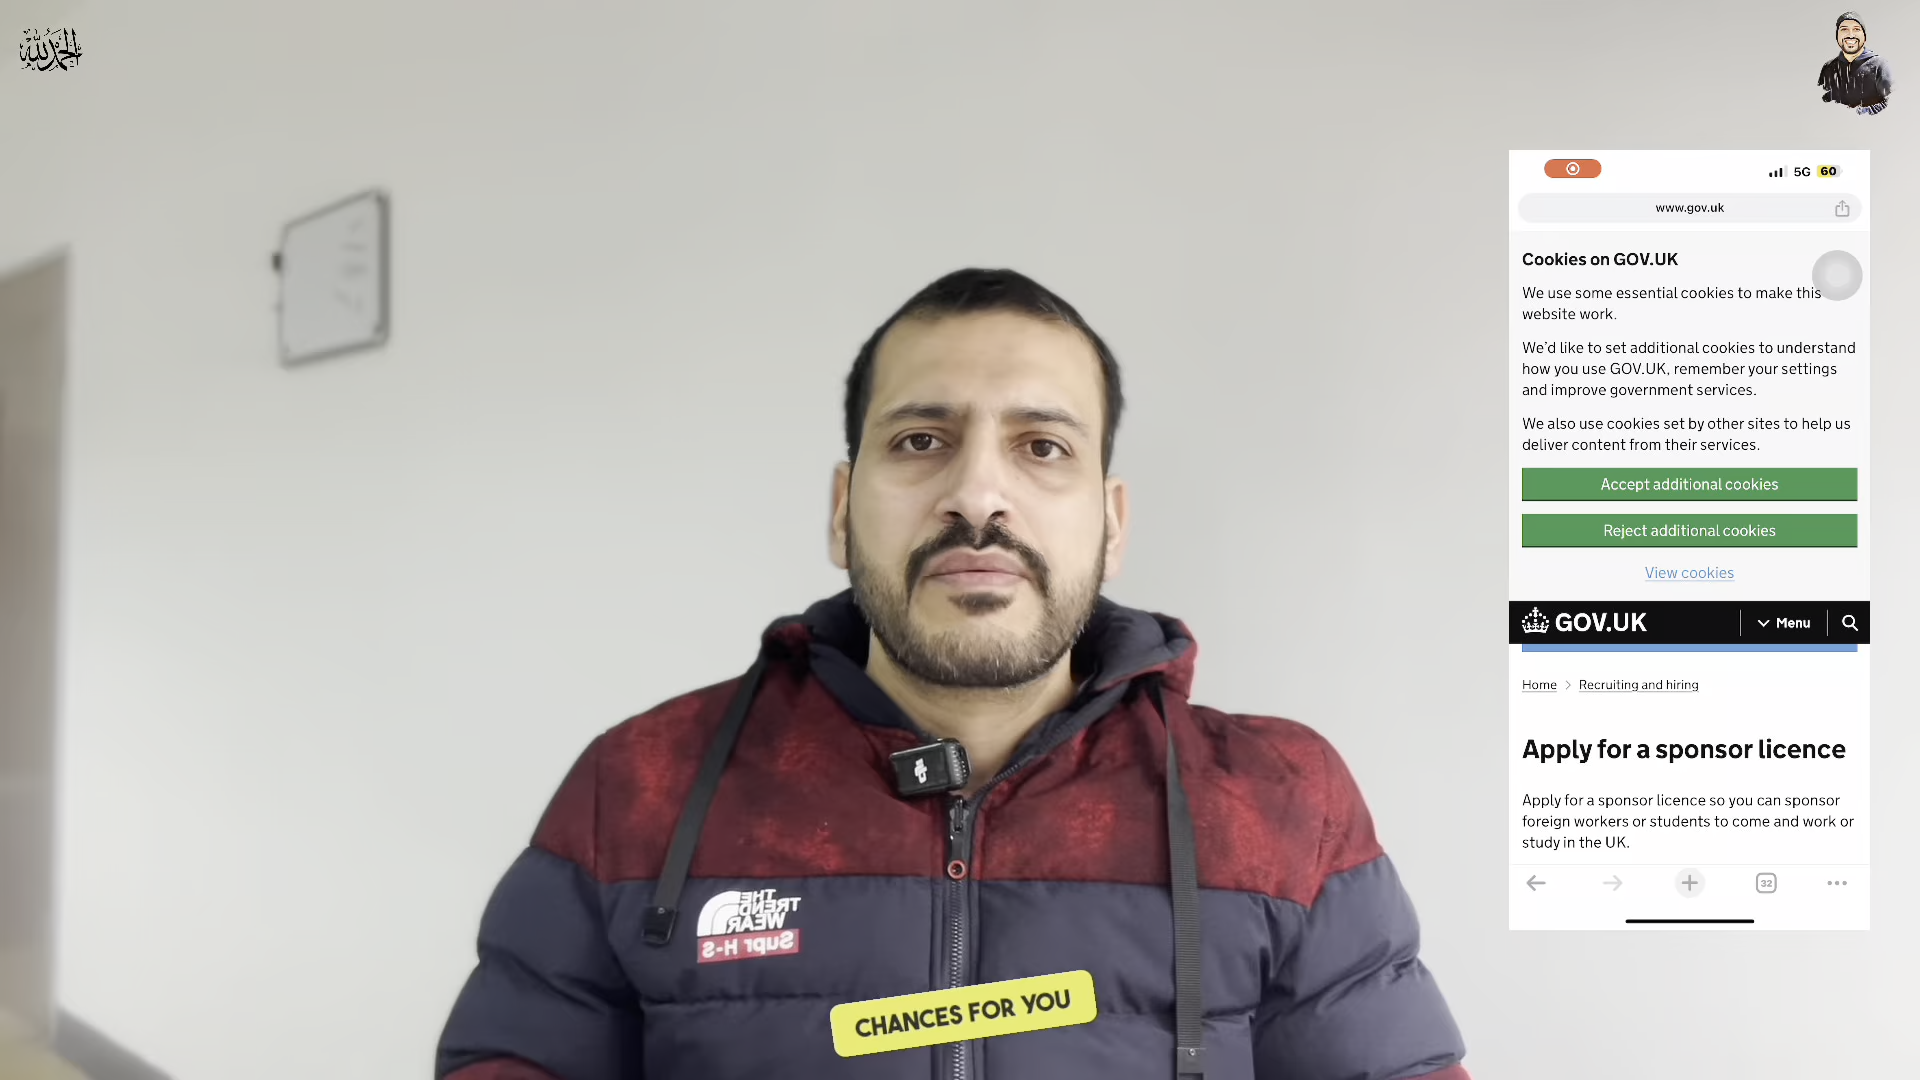 الحمد لله
5G 60
www.gov.uk
Cookies on GOV.UK
We use some essential cookies to make this
website work.
We'd like to set additional cookies to understand
how you use GOV.UK, remember your settings
and improve government services.
We also use cookies set by other sites to help us
deliver content from their services.
Accept additional cookies
Reject additional cookies
View cookies
GOV.UK Menu
Home > Recruiting and hiring
Apply for a sponsor licence
Apply for a sponsor licence so you can sponsor
foreign workers or students to come and work or
study in the UK.
32
THE
TREND
WEAR
Supr H-S
CHANCES FOR YOU